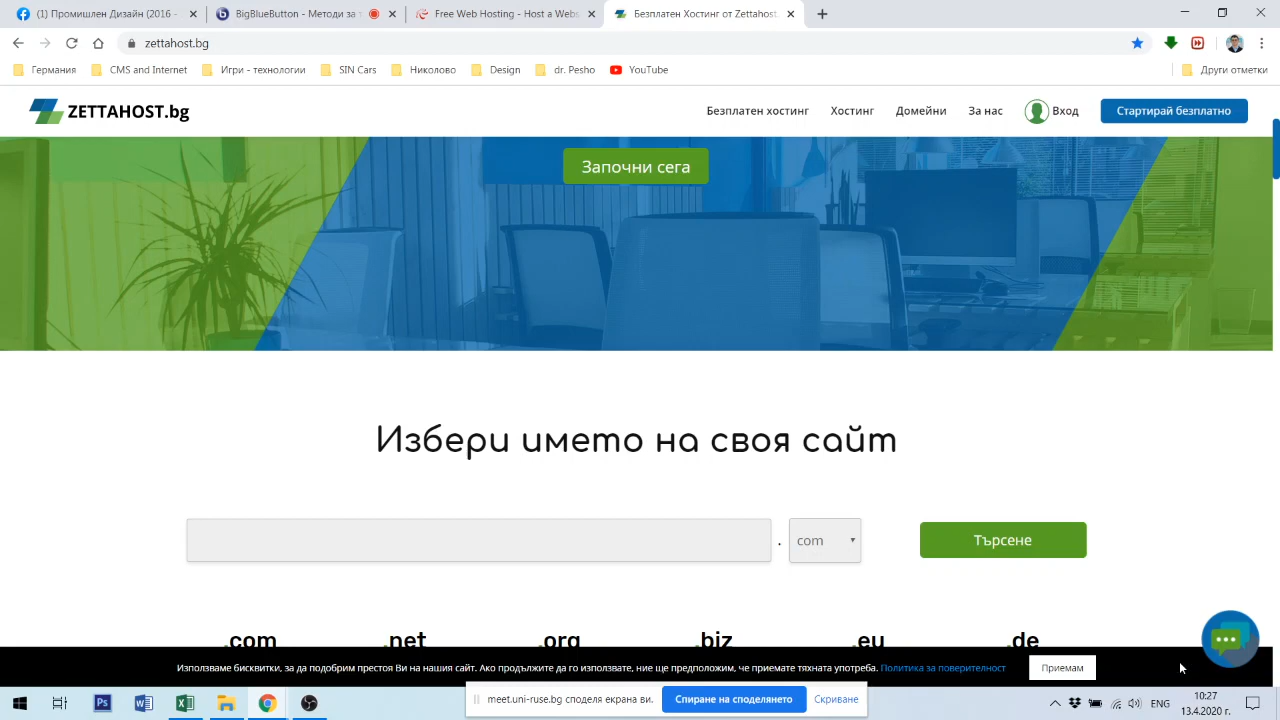 Промишлен Дизайн (2016 -
BigBlueButton - Методи за т
Free Web Hosting - Host a Webs
Безплатен Хостинг от Zettahost.
zettahost.bg
Германия
CMS and Internet
Игри - технологии
SIN Cars
Николово
Design
dr. Pesho
YouTube
Други отметки
ZETTAHOST.bg
Безплатен хостинг
Хостинг
Домейни
За нас
Вход
Стартирай безплатно
Започни сега
Избери името на своя сайт
. com
Търсене
.com
.net
.org
.biz
.eu
.de
Използваме бисквитки, за да подобрим престоя Ви на нашия сайт. Ако продължите да го използвате, ние ще предположим, че приемате тяхната употреба. Политика за поверителност
Приемам
meet.uni-ruse.bg споделя екрана ви.
Спиране на споделянето
Скриване
ENG
10:27
13.4.2020 г.